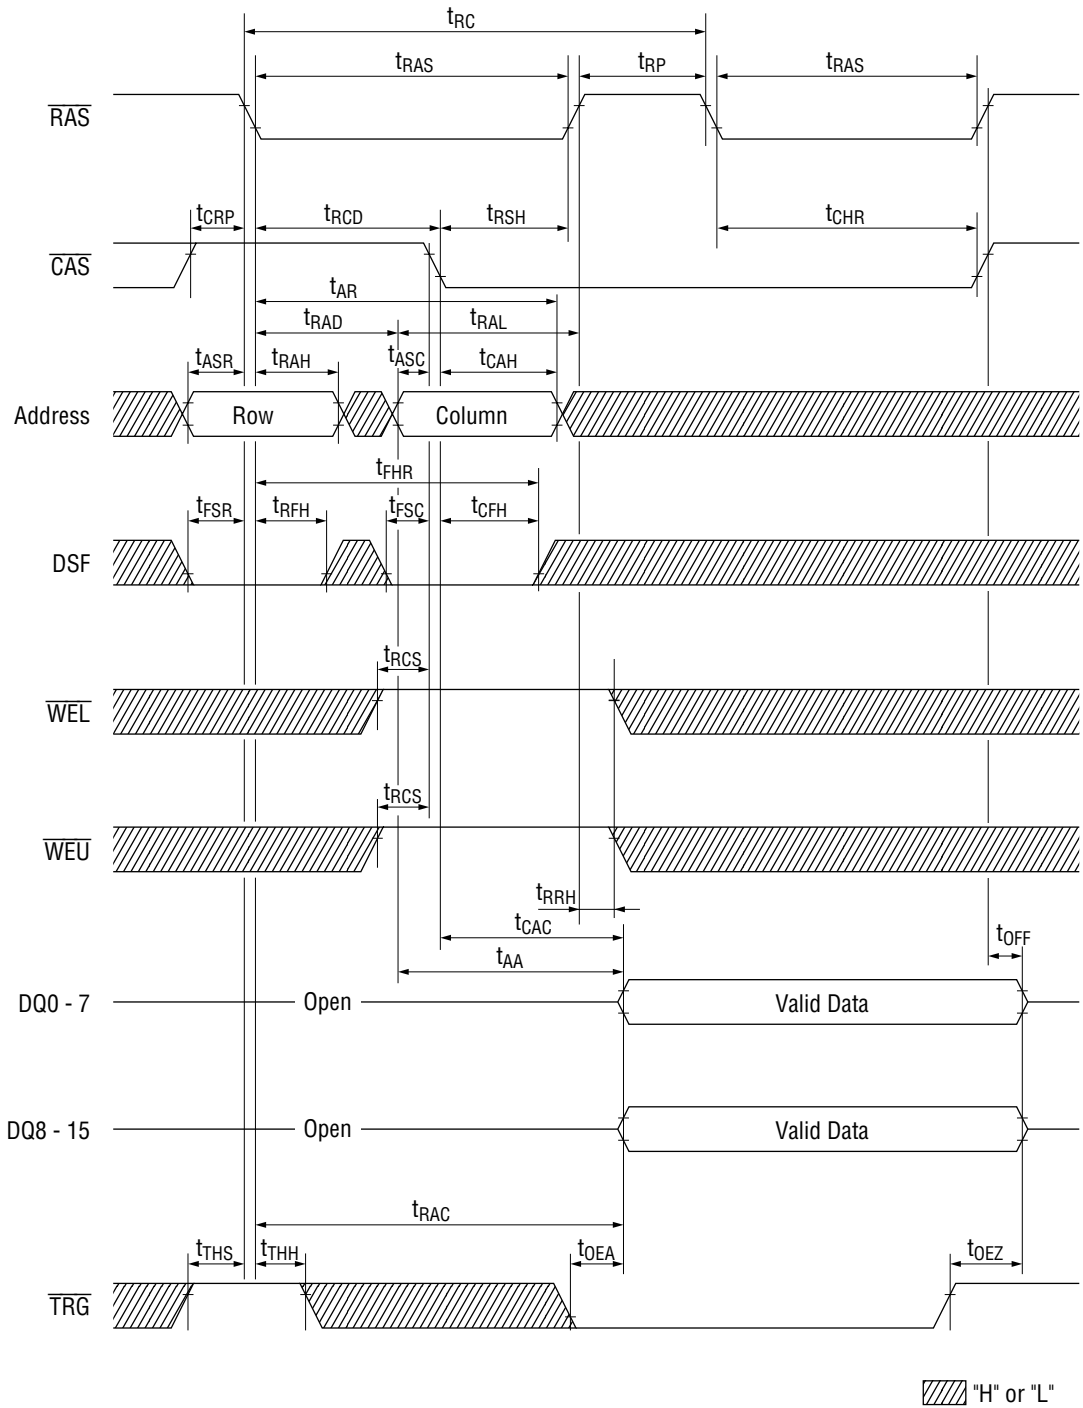 tRC
tRAS tRP tRAS
RAS
tCRP tRCD tRSH tCHR
CAS
tAR
tRAD tRAL
tASR tRAH tASC tCAH
Address Row Column
tFHR
tFSR tRFH tFSC tCFH
DSF
tRCS
WEL
tRCS
WEU
tRRH
tCAC
tOFF
tAA
DQ0 - 7 Open Valid Data
DQ8 - 15 Open Valid Data
tRAC
tTHS tTHH tOEA tOEZ
TRG
"H" or "L"